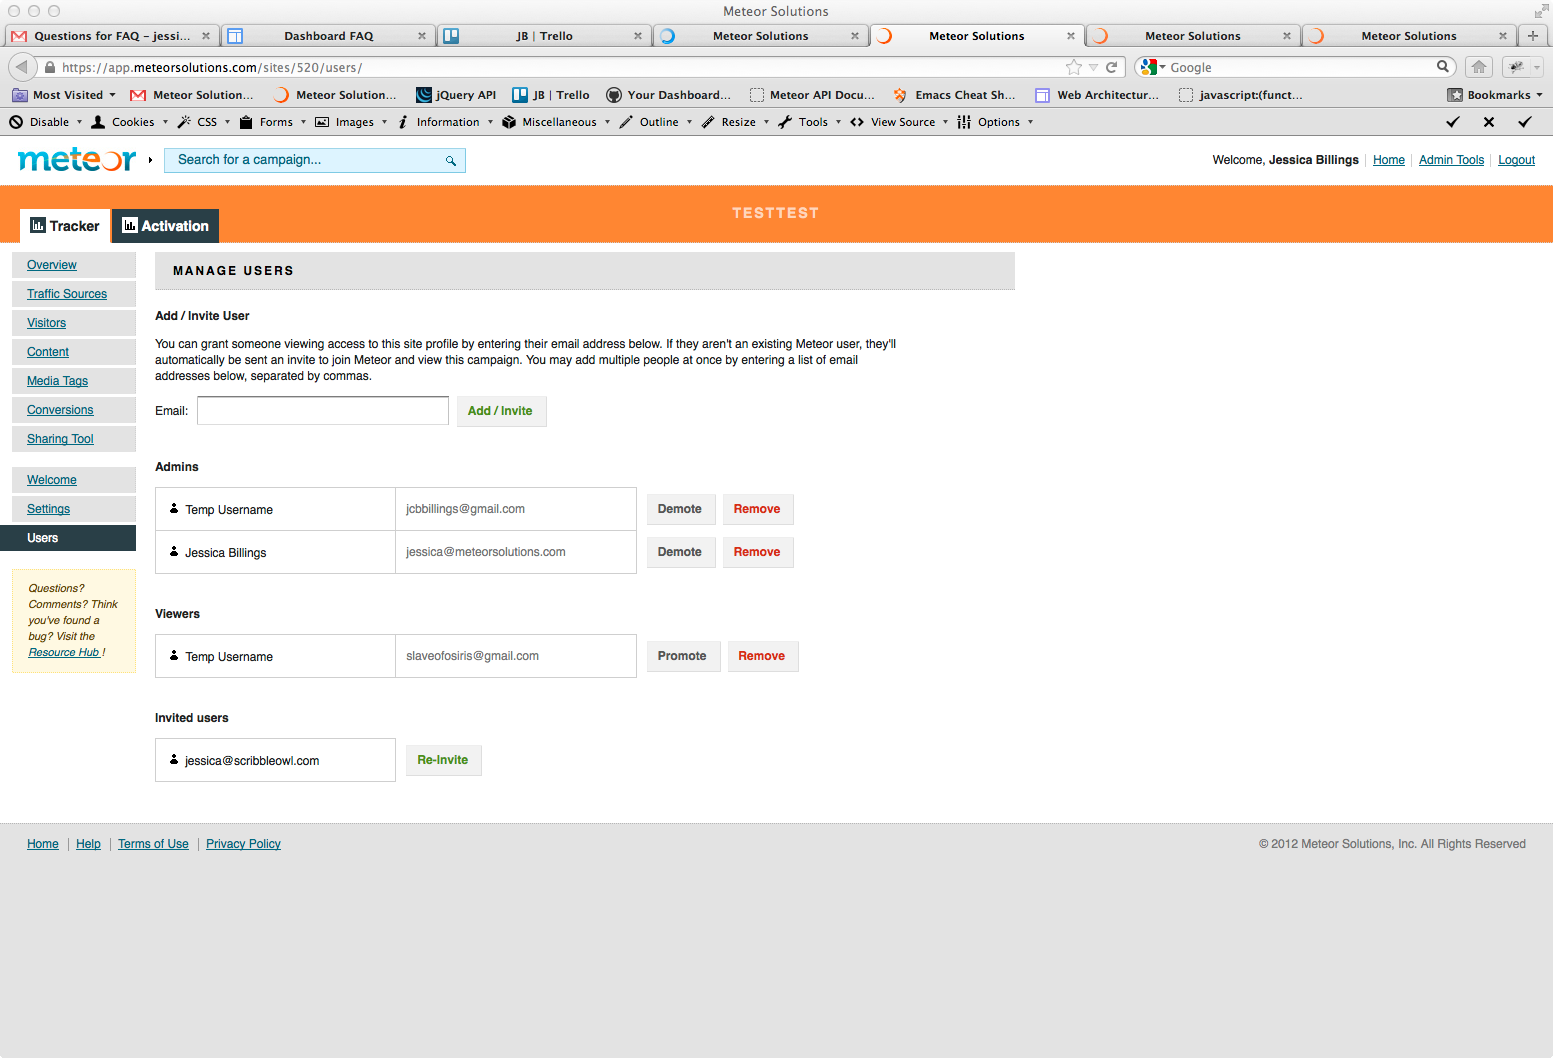 Meteor Solutions
Questions for FAQ – jessi...
Dashboard FAQ
JB | Trello
Meteor Solutions
Meteor Solutions
Meteor Solutions
Meteor Solutions
https://app.meteorsolutions.com/sites/520/users/
Google
Most Visited
Meteor Solution...
Meteor Solution...
jQuery API
JB | Trello
Your Dashboard...
Meteor API Docu...
Emacs Cheat Sh...
Web Architectur...
javascript:(funct...
Bookmarks
Disable
Cookies
CSS
Forms
Images
Information
Miscellaneous
Outline
Resize
Tools
View Source
Options
meteor
Search for a campaign...
Welcome, Jessica Billings
Home
Admin Tools
Logout
TESTTEST
Tracker
Activation
Overview
Traffic Sources
Visitors
Content
Media Tags
Conversions
Sharing Tool
Welcome
Settings
Users
Questions?
Comments? Think
you've found a
bug? Visit the
Resource Hub !
MANAGE USERS
Add / Invite User
You can grant someone viewing access to this site profile by entering their email address below. If they aren't an existing Meteor user, they'll
automatically be sent an invite to join Meteor and view this campaign. You may add multiple people at once by entering a list of email
addresses below, separated by commas.
Email:
Add / Invite
Admins
Temp Username
jcbbillings@gmail.com
Demote
Remove
Jessica Billings
jessica@meteorsolutions.com
Demote
Remove
Viewers
Temp Username
slaveofosiris@gmail.com
Promote
Remove
Invited users
jessica@scribbleowl.com
Re-Invite
Home
Help
Terms of Use
Privacy Policy
© 2012 Meteor Solutions, Inc. All Rights Reserved